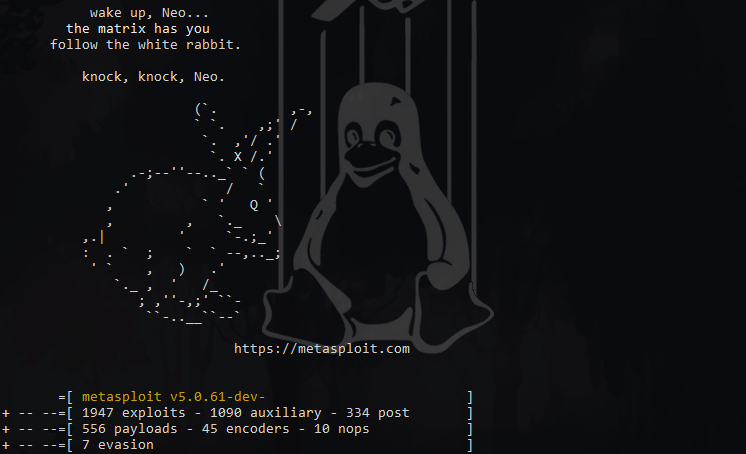 wake up, Neo...
the matrix has you
follow the white rabbit.
knock, knock, Neo.
https://metasploit.com
=[ metasploit v5.0.61-dev- ]
+ -- --=[ 1947 exploits - 1090 auxiliary - 334 post ]
+ -- --=[ 556 payloads - 45 encoders - 10 nops ]
+ -- --=[ 7 evasion ]